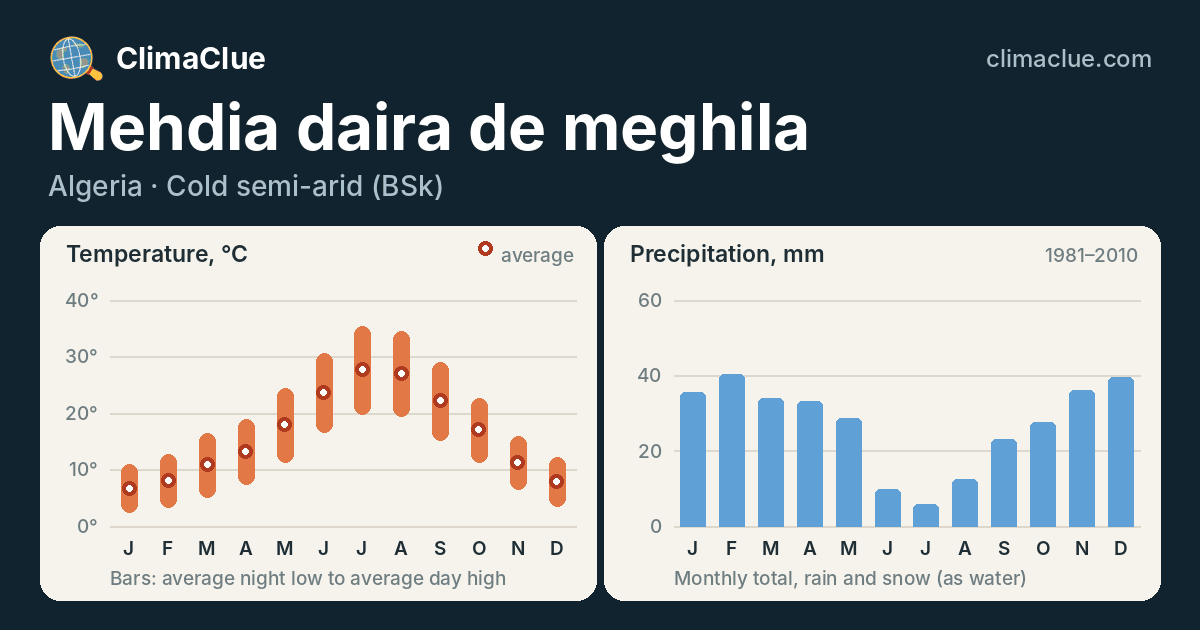 ClimaClue
climaclue.com
Mehdia daira de meghila
Algeria · Cold semi-arid (BSk)
Temperature, °C
average
40°
30°
20°
10°
0°
J F M A M J J A S O N D
Bars: average night low to average day high
Precipitation, mm
1981–2010
60
40
20
0
J F M A M J J A S O N D
Monthly total, rain and snow (as water)